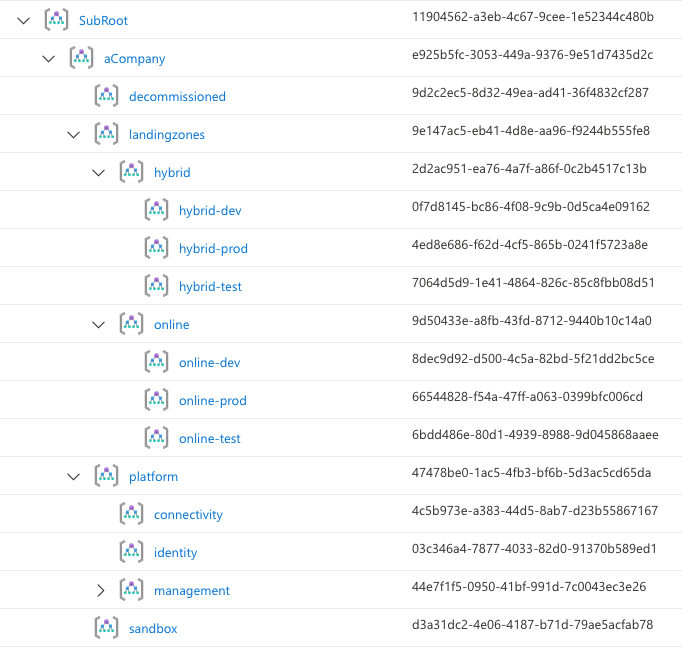 SubRoot 11904562-a3eb-4c67-9cee-1e52344c480b
aCompany e925b5fc-3053-449a-9376-9e51d7435d2c
decommissioned 9d2c2ec5-8d32-49ea-ad41-36f4832cf287
landingzones 9e147ac5-eb41-4d8e-aa96-f9244b555fe8
hybrid 2d2ac951-ea76-4a7f-a86f-0c2b4517c13b
hybrid-dev 0f7d8145-bc86-4f08-9c9b-0d5ca4e09162
hybrid-prod 4ed8e686-f62d-4cf5-865b-0241f5723a8e
hybrid-test 7064d5d9-1e41-4864-826c-85c8fbb08d51
online 9d50433e-a8fb-43fd-8712-9440b10c14a0
online-dev 8dec9d92-d500-4c5a-82bd-5f21dd2bc5ce
online-prod 66544828-f54a-47ff-a063-0399bfc006cd
online-test 6bdd486e-80d1-4939-8988-9d045868aaee
platform 47478be0-1ac5-4fb3-bf6b-5d3ac5cd65da
connectivity 4c5b973e-a383-44d5-8ab7-d23b55867167
identity 03c346a4-7877-4033-82d0-91370b589ed1
management 44e7f1f5-0950-41bf-991d-7c0043ec3e26
sandbox d3a31dc2-4e06-4187-b71d-79ae5acfab78